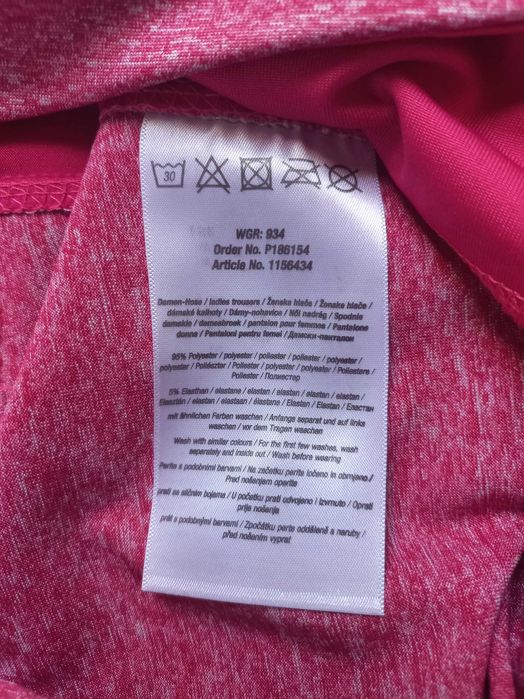 30
WGR: 934
Order No. P186154
Article No. 1156434
Damen-Hose / ladies trousers / Ženske hlače / Ženske hlače /
dámské kalhoty / Dámy-nohavice / Női nadrág / Spodnie
damskie / damesbroek / pantalon pour femmes / Pantalone
donna / Pantaloni pentru femei / Дамски-панталон
95% Polyester / polyester / poliester / poliester / polyester /
polyester / Poliészter / Poliester / polyester / polyester / Poliestere /
Poliester / Полиестер
5% Elasthan / elastane / elastan / elastan / elastan / elastan /
Elasztán / elastan / elastaan / élasthane / Elastan / Elastan / Еластан
mit ähnlichen Farben waschen / Anfangs separat und auf links
waschen / vor dem Tragen waschen
Wash with similar colours / For the first few washes, wash
separately and inside out / Wash before wearing
Perite s podobnimi barvami / Na začetku perite ločeno in obrnjeno /
Pred nošenjem operite
prati sa sličnim bojama / U početku prati odvojeno i izvrnuto / Oprati
prije nošenja
prát s podobnými barvami / Zpočátku perte odděleně a naruby /
před nošením vyprat